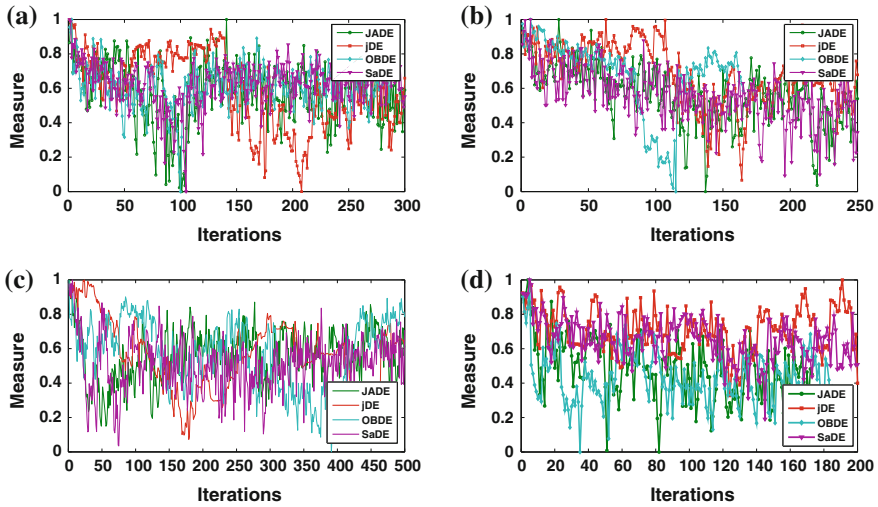 (a)
1
0.8
0.6
0.4
0.2
0
Measure
0 50 100 150 200 250 300
Iterations
JADE
jDE
OBDE
SaDE
(b)
1
0.8
0.6
0.4
0.2
0
Measure
0 50 100 150 200 250
Iterations
JADE
jDE
OBDE
SaDE
(c)
1
0.8
0.6
0.4
0.2
0
Measure
0 50 100 150 200 250 300 350 400 450 500
Iterations
JADE
jDE
OBDE
SaDE
(d)
1
0.8
0.6
0.4
0.2
0
Measure
0 20 40 60 80 100 120 140 160 180 200
Iterations
JADE
jDE
OBDE
SaDE